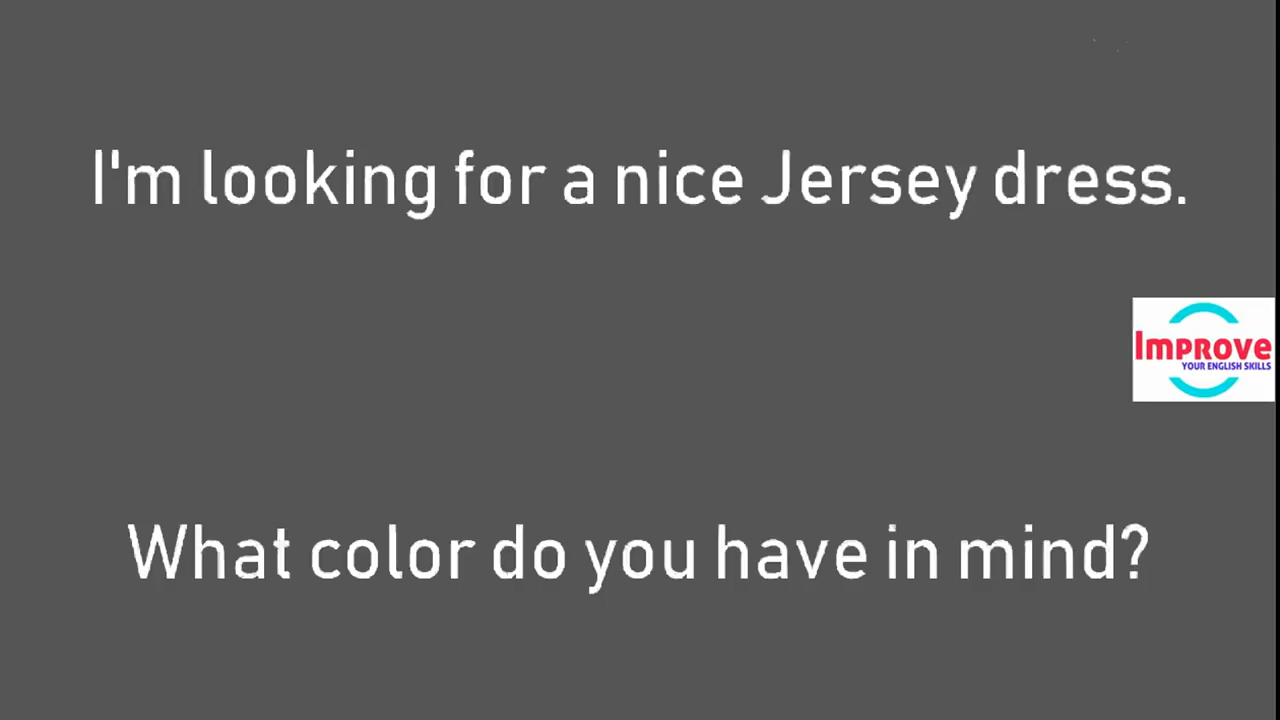 I'm looking for a nice Jersey dress.
Improve
YOUR ENGLISH SKILLS
What color do you have in mind?